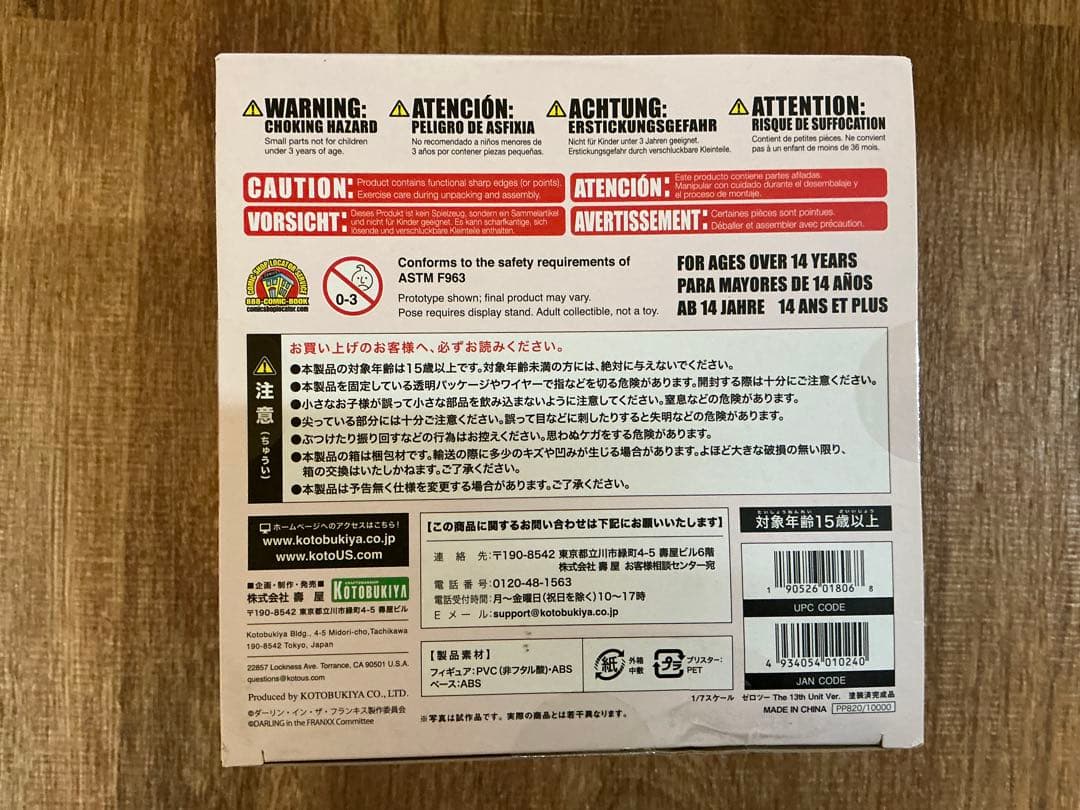 WARNING:
CHOKING HAZARD
Small parts not for children
under 3 years of age.
ATENCIÓN:
PELIGRO DE ASFIXIA
No recomendado a niños menores de
3 años por contener piezas pequeñas.
ACHTUNG:
ERSTICKUNGSGEFAHR
Nicht für Kinder unter 3 Jahren geeignet.
Erstickungsgefahr durch verschluckbare Kleinteile.
ATTENTION:
RISQUE DE SUFFOCATION
Contient de petites pièces. Ne convient
pas à un enfant de moins de 36 mois.
CAUTION:
Product contains functional sharp edges (or points).
Exercise care during unpacking and assembly.
ATENCIÓN:
Este producto contiene partes afiladas.
Manipular con cuidado durante el desembalaje y
el proceso de montaje.
VORSICHT:
Dieses Produkt ist kein Spielzeug, sondern ein Sammelartikel
und nicht für Kinder geeignet. Es kann scharfkantige, sich
lösende und verschluckbare Kleinteile enthalten.
AVERTISSEMENT:
Certaines pièces sont pointues.
Déballer et assembler avec précaution.
COMIC SHOP LOCATOR SERVICE
888-COMIC-BOOK
comicshoplocator.com
0-3
Conforms to the safety requirements of
ASTM F963
Prototype shown; final product may vary.
Pose requires display stand. Adult collectible, not a toy.
FOR AGES OVER 14 YEARS
PARA MAYORES DE 14 AÑOS
AB 14 JAHRE 14 ANS ET PLUS
注意(ちゅうい)
お買い上げのお客様へ、必ずお読みください。
●本製品の対象年齢は15歳以上です。対象年齢未満の方には、絶対に与えないでください。
●本製品を固定している透明パッケージやワイヤーで指などを切る危険があります。開封する際は十分にご注意ください。
●小さなお子様が誤って小さな部品を飲み込まないように注意してください。窒息などの危険があります。
●尖っている部分には十分ご注意ください。誤って目などに刺したりすると失明などの危険があります。
●ぶつけたり振り回すなどの行為はお控えください。思わぬケガをする危険があります。
●本製品の箱は梱包材です。輸送の際に多少のキズや凹みが生じる場合があります。よほど大きな破損の無い限り、
箱の交換はいたしかねます。ご了承ください。
●本製品は予告無く仕様を変更する場合があります。ご了承ください。
ホームページへのアクセスはこちら!
www.kotobukiya.co.jp
www.kotoUS.com
■企画・制作・発売■
株式会社 壽屋
KOTOBUKIYA
〒190-8542 東京都立川市緑町4-5 壽屋ビル
Kotobukiya Bldg., 4-5 Midori-cho,Tachikawa
190-8542 Tokyo, Japan
22857 Lockness Ave. Torrance, CA 90501 U.S.A.
questions@kotous.com
Produced by KOTOBUKIYA CO., LTD.
©ダーリン・イン・ザ・フランキス製作委員会
©DARLING in the FRANXX Committee
【この商品に関するお問い合わせは下記にお願いいたします】
連絡先:〒190-8542 東京都立川市緑町4-5 壽屋ビル6階
株式会社 壽屋 お客様相談センター宛
電話番号:0120-48-1563
電話受付時間:月~金曜日(祝日を除く)10~17時
Eメール:support@kotobukiya.co.jp
【製品素材】
フィギュア:PVC(非フタル酸)・ABS
ベース:ABS
紙
外箱
中敷
プラ
ブリスター:
PET
※写真は試作品です。実際の商品とは若干異なります。
たいしょうねんれい さいいじょう
対象年齢15歳以上
1 90526 01806 8
UPC CODE
4 934054 010240
JAN CODE
1/7スケール ゼロツー The 13th Unit Ver. 塗装済完成品
MADE IN CHINA PP820/10000